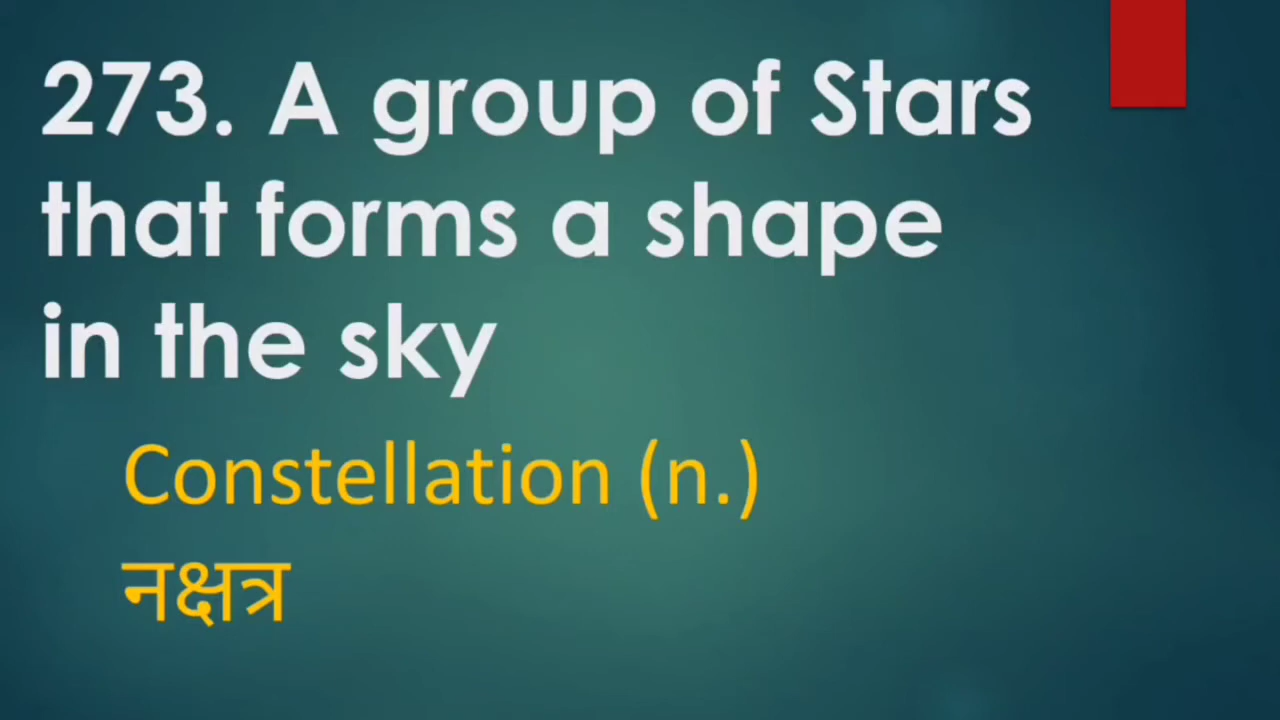 273. A group of Stars
that forms a shape
in the sky
Constellation (n.)
नक्षत्र